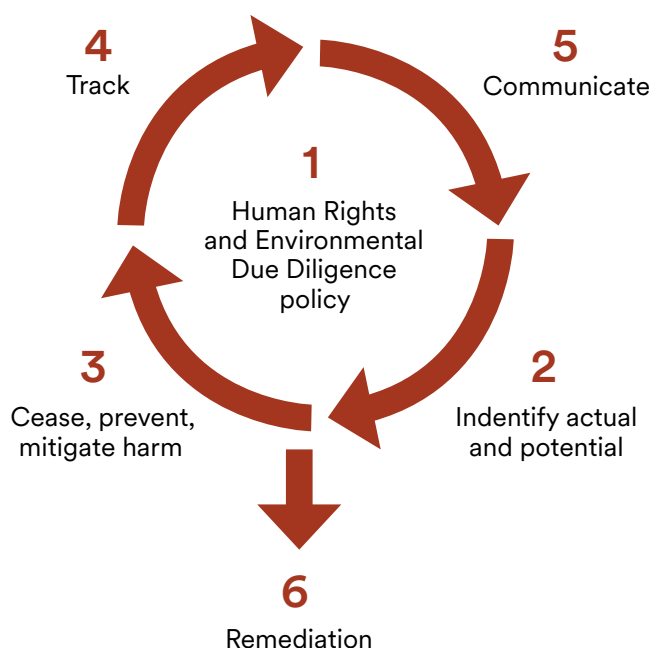 4
Track
5
Communicate
1
Human Rights
and Environmental
Due Diligence
policy
3
Cease, prevent,
mitigate harm
2
Indentify actual
and potential
6
Remediation